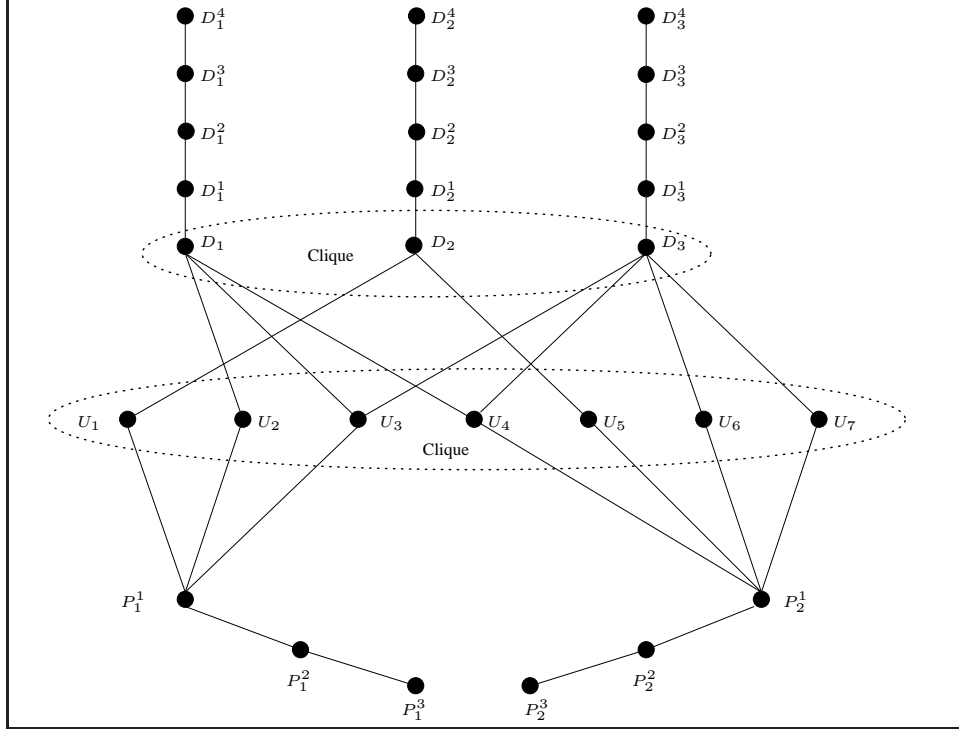 D_1^4 D_2^4 D_3^4
D_1^3 D_2^3 D_3^3
D_1^2 D_2^2 D_3^2
D_1^1 D_2^1 D_3^1
D_1 D_2 D_3
Clique
U_1 U_2 U_3 U_4 U_5 U_6 U_7
Clique
P_1^1 P_2^1
P_1^2 P_2^2
P_1^3 P_2^3